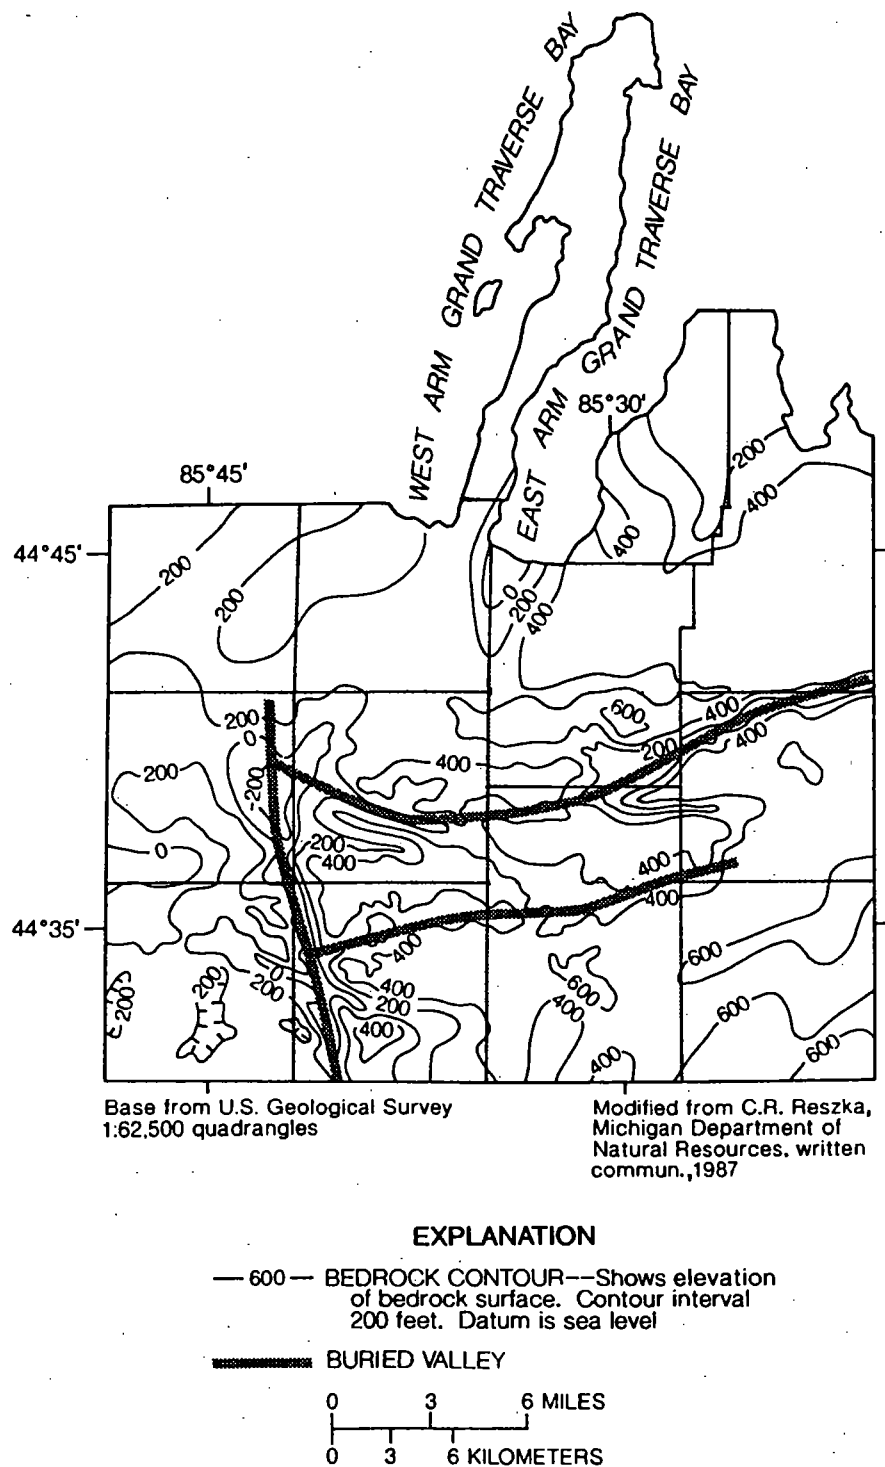 WEST ARM GRAND TRAVERSE BAY
EAST ARM GRAND TRAVERSE BAY
85°30'
85°45'
200
400
400
44°45'
200
200
0
200
400
600
400
200
0
200
400
400
200
-200
200
400
0
400
400
44°35'
400
600
0
200
400
200
400
600
400
600
600
400
200
200
Base from U.S. Geological Survey
1:62,500 quadrangles
Modified from C.R. Reszka,
Michigan Department of
Natural Resources, written
commun.,1987
EXPLANATION
— 600 — BEDROCK CONTOUR--Shows elevation
of bedrock surface. Contour interval
200 feet. Datum is sea level
BURIED VALLEY
0 3 6 MILES
0 3 6 KILOMETERS